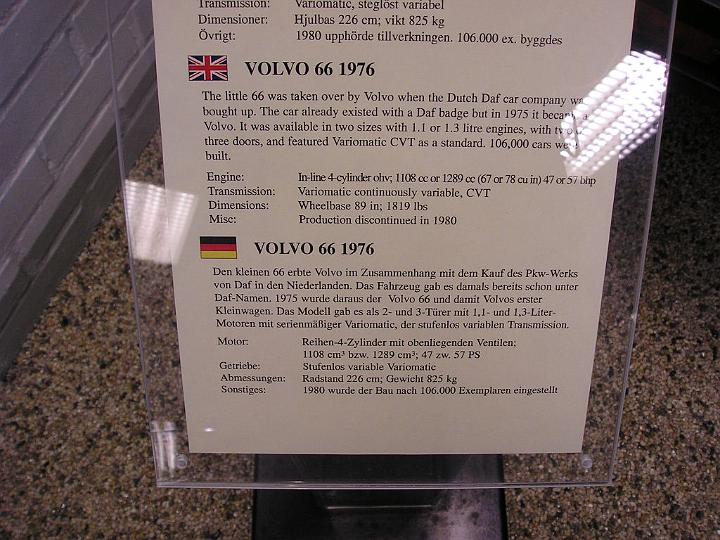 Transmission: Variomatic, steglöst variabel
Dimensioner: Hjulbas 226 cm; vikt 825 kg
Övrigt: 1980 upphörde tillverkningen. 106.000 ex. byggdes
VOLVO 66 1976
The little 66 was taken over by Volvo when the Dutch Daf car company
bought up. The car already existed with a Daf badge but in 1975 it became a
Volvo. It was available in two sizes with 1.1 or 1.3 litre engines, with two
three doors, and featured Variomatic CVT as a standard. 106,000 cars were
built.
Engine: In-line 4-cylinder ohv; 1108 cc or 1289 cc (67 or 78 cu in) 47 or 57 bhp
Transmission: Variomatic continuously variable, CVT
Dimensions: Wheelbase 89 in; 1819 lbs
Misc: Production discontinued in 1980
VOLVO 66 1976
Den kleinen 66 erbte Volvo im Zusammenhang mit dem Kauf des Pkw-Werks
von Daf in den Niederlanden. Das Fahrzeug gab es damals bereits schon unter
Daf-Namen. 1975 wurde daraus der Volvo 66 und damit Volvos erster
Kleinwagen. Das Modell gab es als 2- und 3-Türer mit 1,1- und 1,3-Liter-
Motoren mit serienmäßiger Variomatic, der stufenlos variablen Transmission.
Motor: Reihen-4-Zylinder mit obenliegenden Ventilen;
1108 cm³ bzw. 1289 cm³; 47 zw. 57 PS
Getriebe: Stufenlos variable Variomatic
Abmessungen: Radstand 226 cm; Gewicht 825 kg
Sonstiges: 1980 wurde der Bau nach 106.000 Exemplaren eingestellt